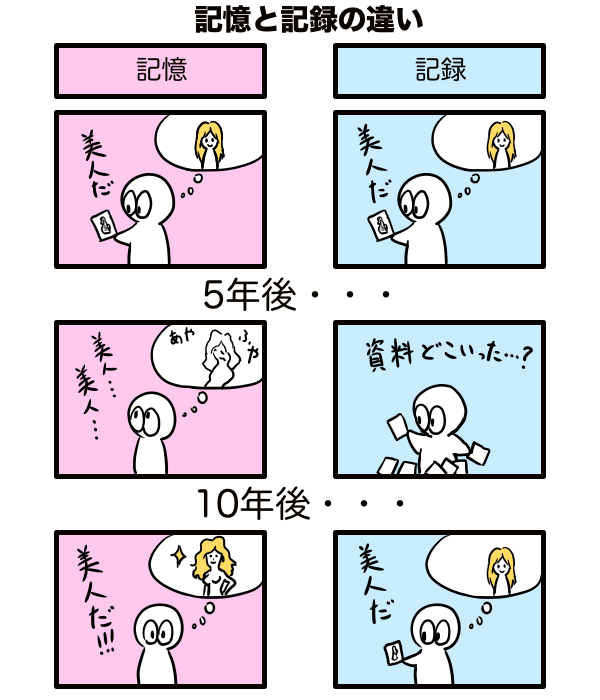 記憶と記録の違い
記憶
記録
美人だ
美人だ
5年後・・・
美人…
美人…
あや
ふや
資料どこいった…?
10年後・・・
美人だ!!!
美人だ